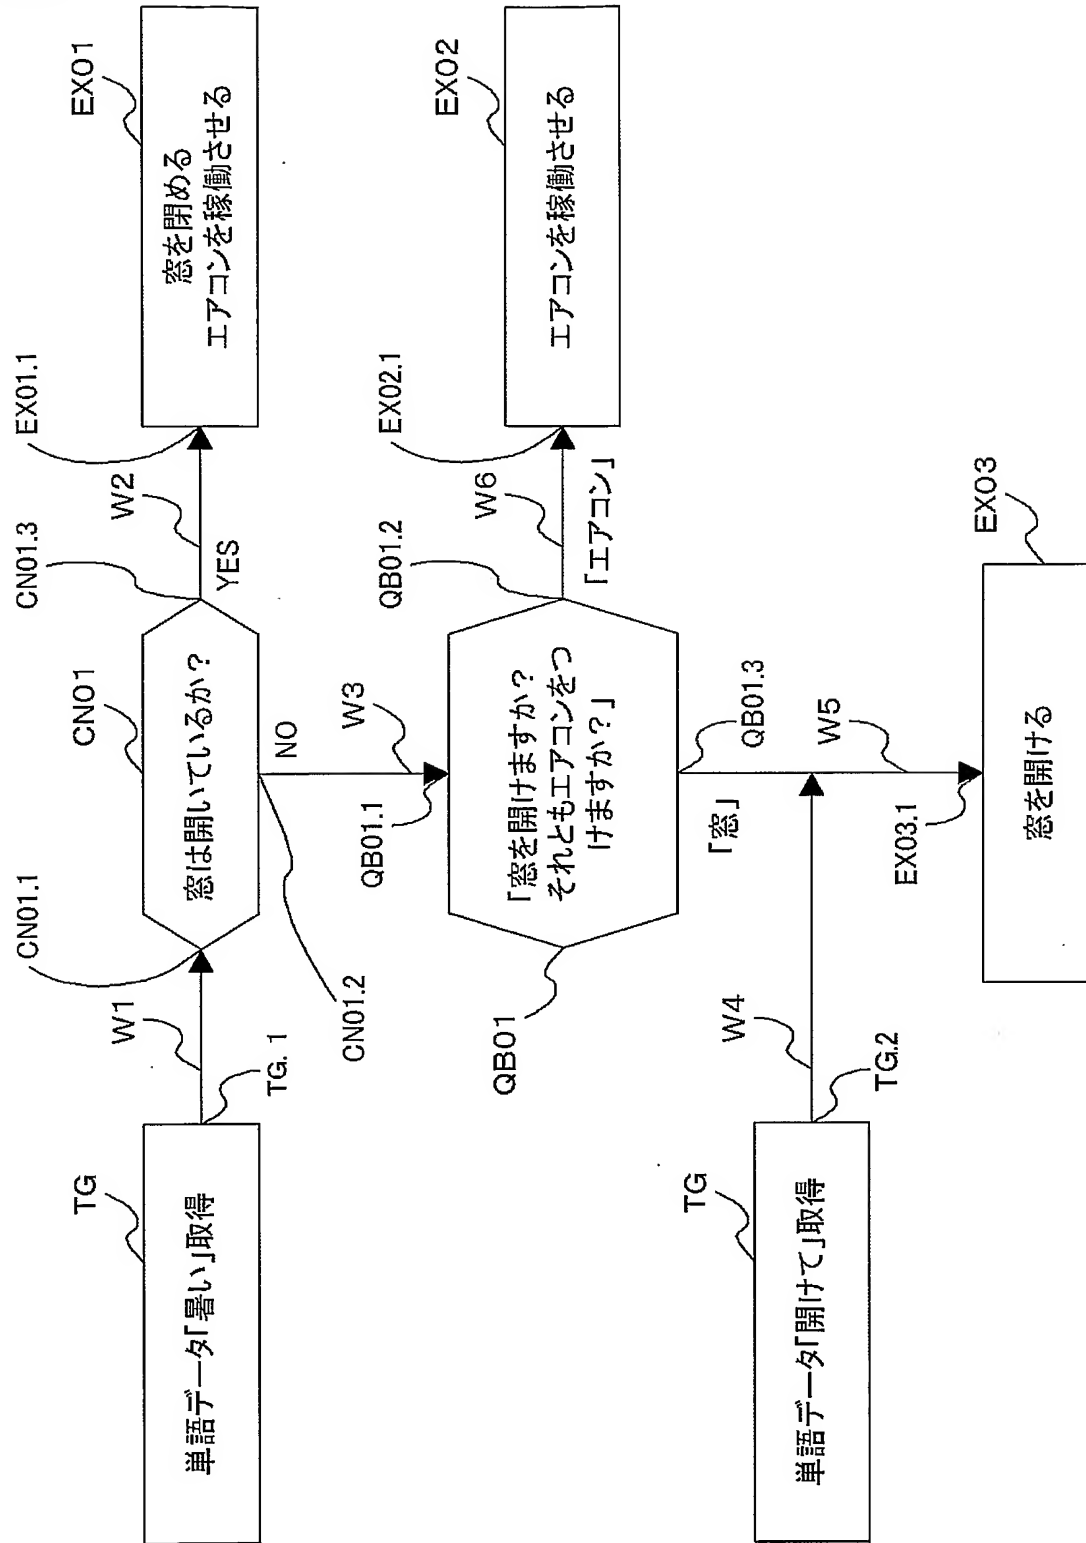 TG
単語データ「暑い」取得
TG. 1
W1
CN01.1
CN01
窓は開いているか?
CN01.2
NO
CN01.3
YES
W2
EX01.1
EX01
窓を閉める
エアコンを稼働させる
W3
QB01.1
QB01
「窓を開けますか?
それともエアコンをつ
けますか?」
QB01.2
「エアコン」
W6
EX02.1
EX02
エアコンを稼働させる
QB01.3
「窓」
TG
単語データ「開けて」取得
TG.2
W4
W5
EX03.1
EX03
窓を開ける